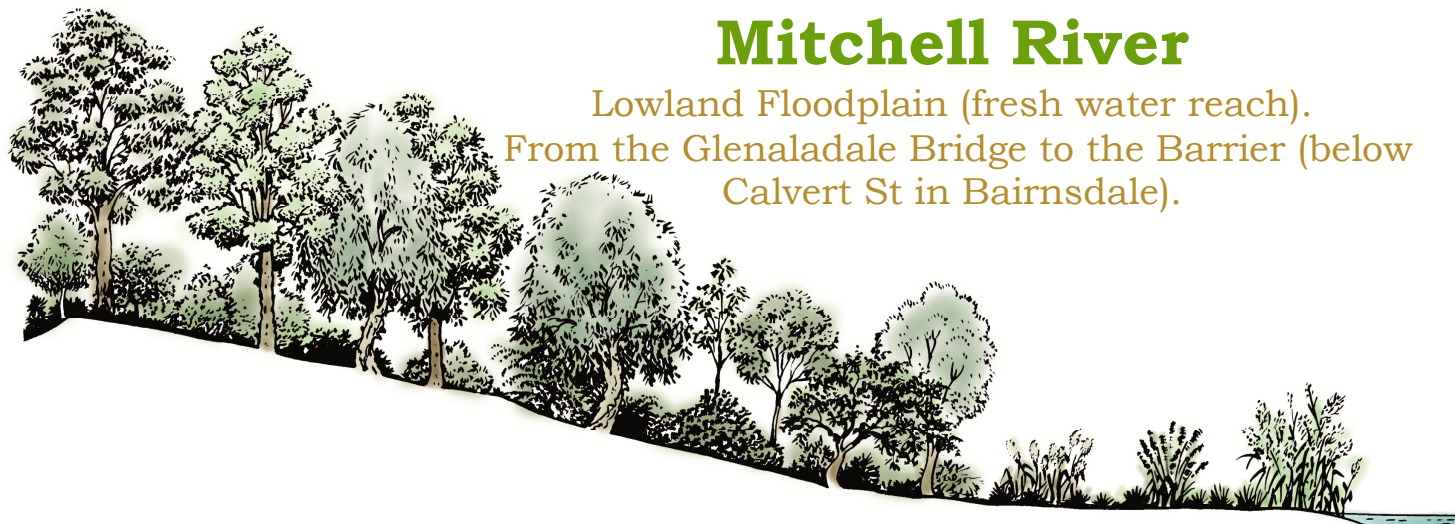 Mitchell River
Lowland Floodplain (fresh water reach).
From the Glenaladale Bridge to the Barrier (below
Calvert St in Bairnsdale).